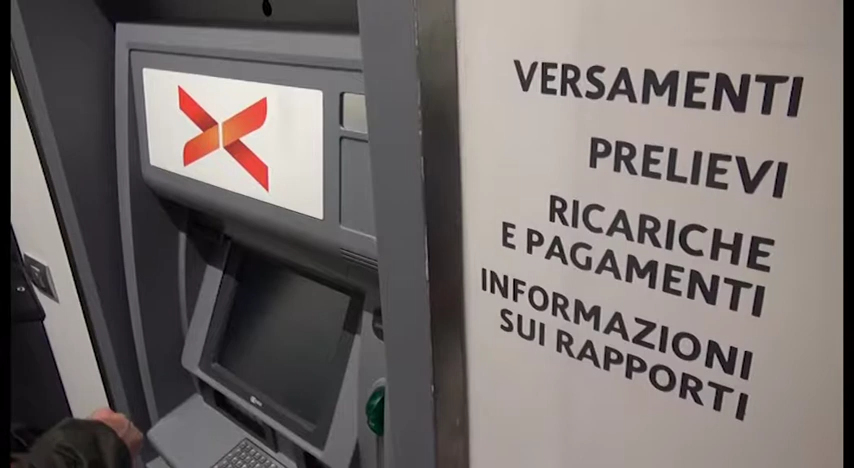 VERSAMENTI
PRELIEVI
RICARICHE
E PAGAMENTI
INFORMAZIONI
SUI RAPPORTI